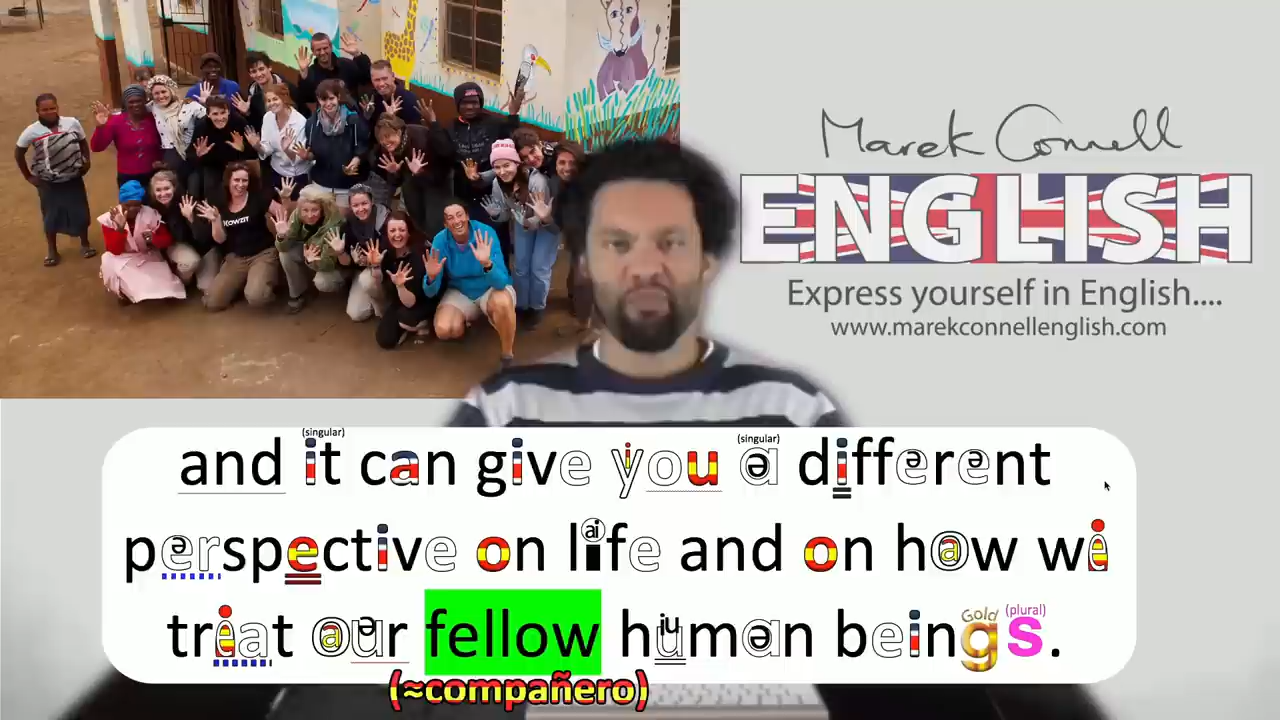 Marek Connell
ENGLISH
Express yourself in English....
www.marekconnellenglish.com
(singular)
(singular)
and it can give you a different
perspective on life and on how we
treat our fellow human beings.
Gold
(plural)
(≈compañero)